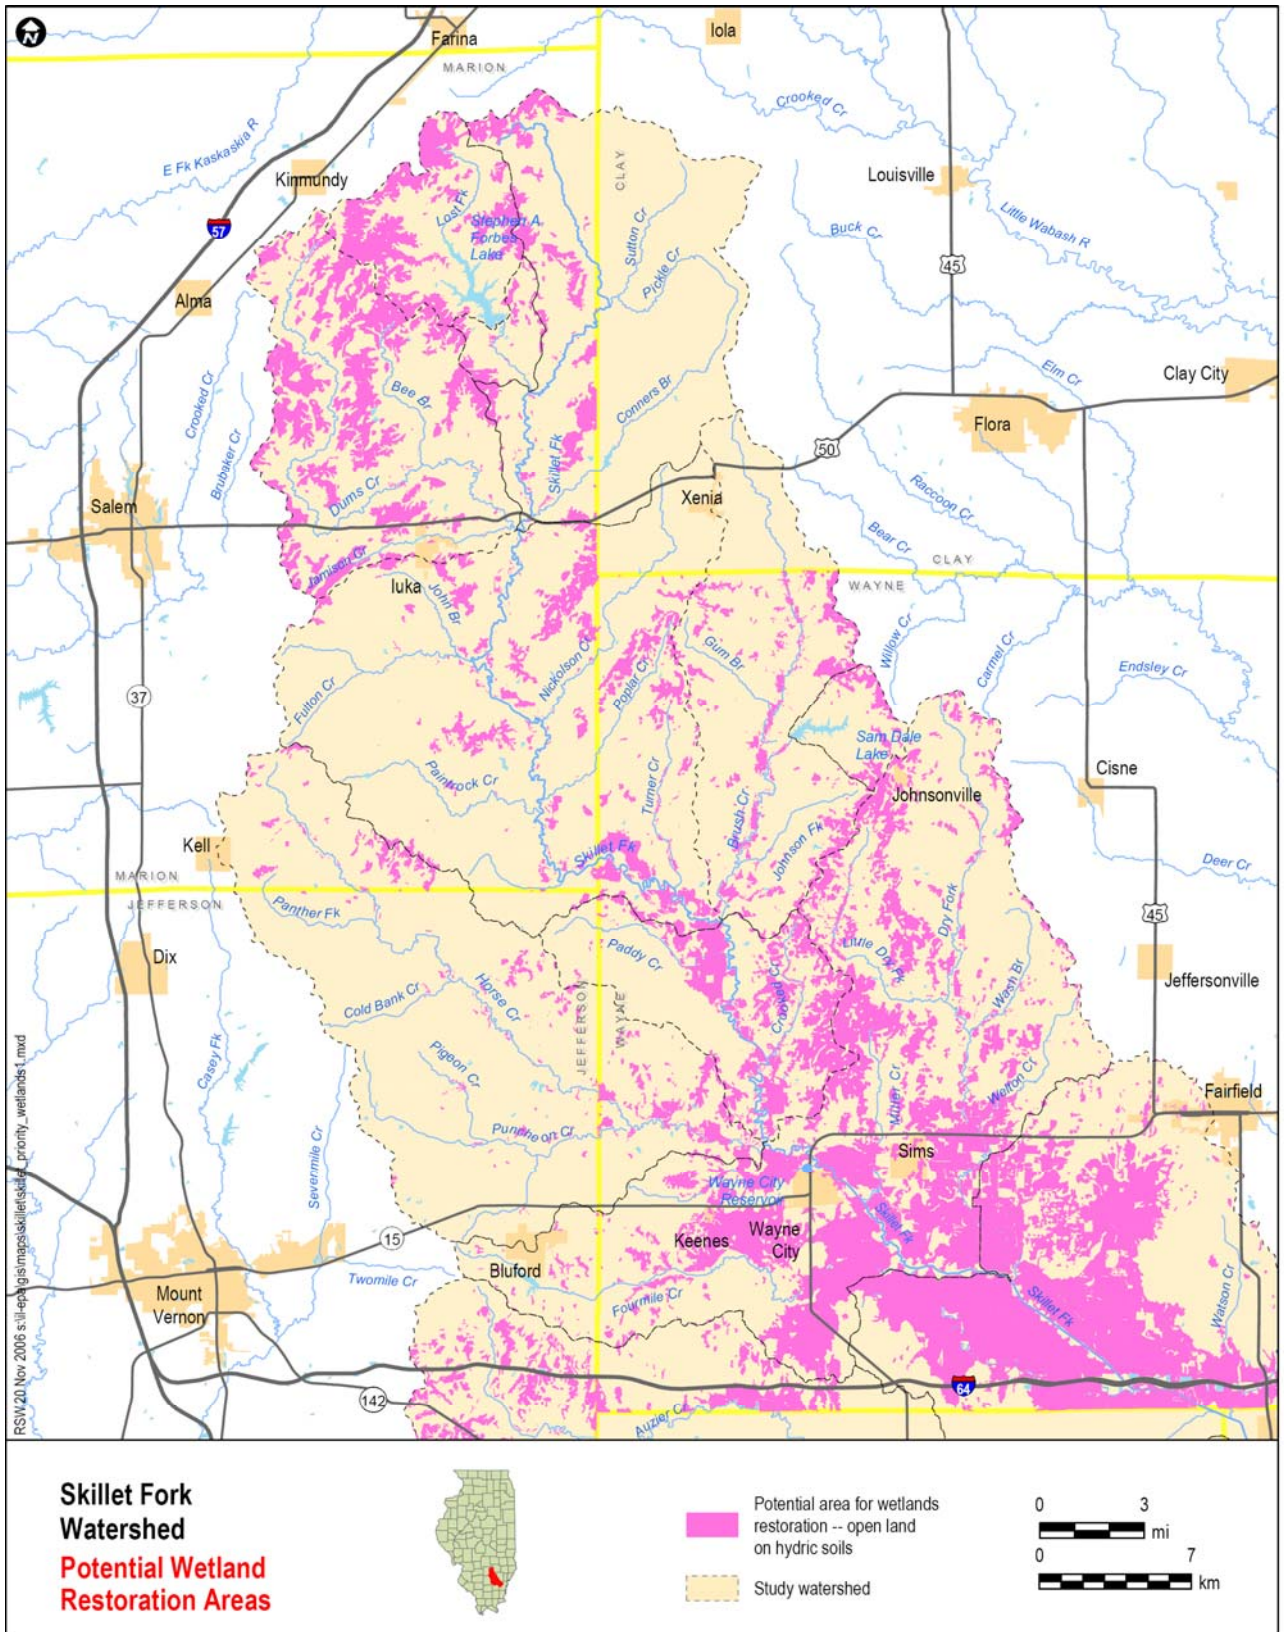 N
Farina
Iola
MARION
Crooked Cr
E Fk Kaskaskia R
CLAY
Kinmundy
Louisville
Lost Fk
Stephen A.
Forbes
Lake
Sutton Cr
Little Wabash R
57
Buck Cr
Pickle Cr
45
Alma
Elm Cr
Clay City
Crooked Cr
Bee Br
Conners Br
Flora
Brubaker Cr
50
Skillet Fk
Salem
Dums Cr
Xenia
Raccoon Cr
Bear Cr
Jamison Cr
CLAY
Iuka
WAYNE
John Br
Willow Cr
Carmel Cr
Gum Br
Endsley Cr
Nickolson Cr
Poplar Cr
37
Fulton Cr
Sam Dale
Lake
Cisne
Paintrock Cr
Turner Cr
Johnsonville
Brush Cr
Johnson Fk
Kell
Skillet Fk
Deer Cr
MARION
JEFFERSON
Panther Fk
Dry Fork
45
Dix
Paddy Cr
Little Dry Fk
Jeffersonville
Horse Cr
Crooked Cr
Wash Br
Cold Bank Cr
JEFFERSON
WAYNE
Casey Fk
Pigeon Cr
Miller Cr
Welton Cr
Fairfield
Puncheon Cr
Sevenmile Cr
Sims
Wayne City
Reservoir
Skillet Fk
15
Keenes
Wayne
City
Bluford
Twomile Cr
Fourmile Cr
Watson Cr
Mount
Vernon
Skillet Fk
64
142
Auxier Cr
RSW 20 Nov 2006 s:\il-epa\gis\maps\skillet\skillet_priority_wetlands1.mxd
Skillet Fork
Watershed
Potential Wetland
Restoration Areas
Potential area for wetlands
restoration -- open land
on hydric soils
Study watershed
0 3
mi
0 7
km